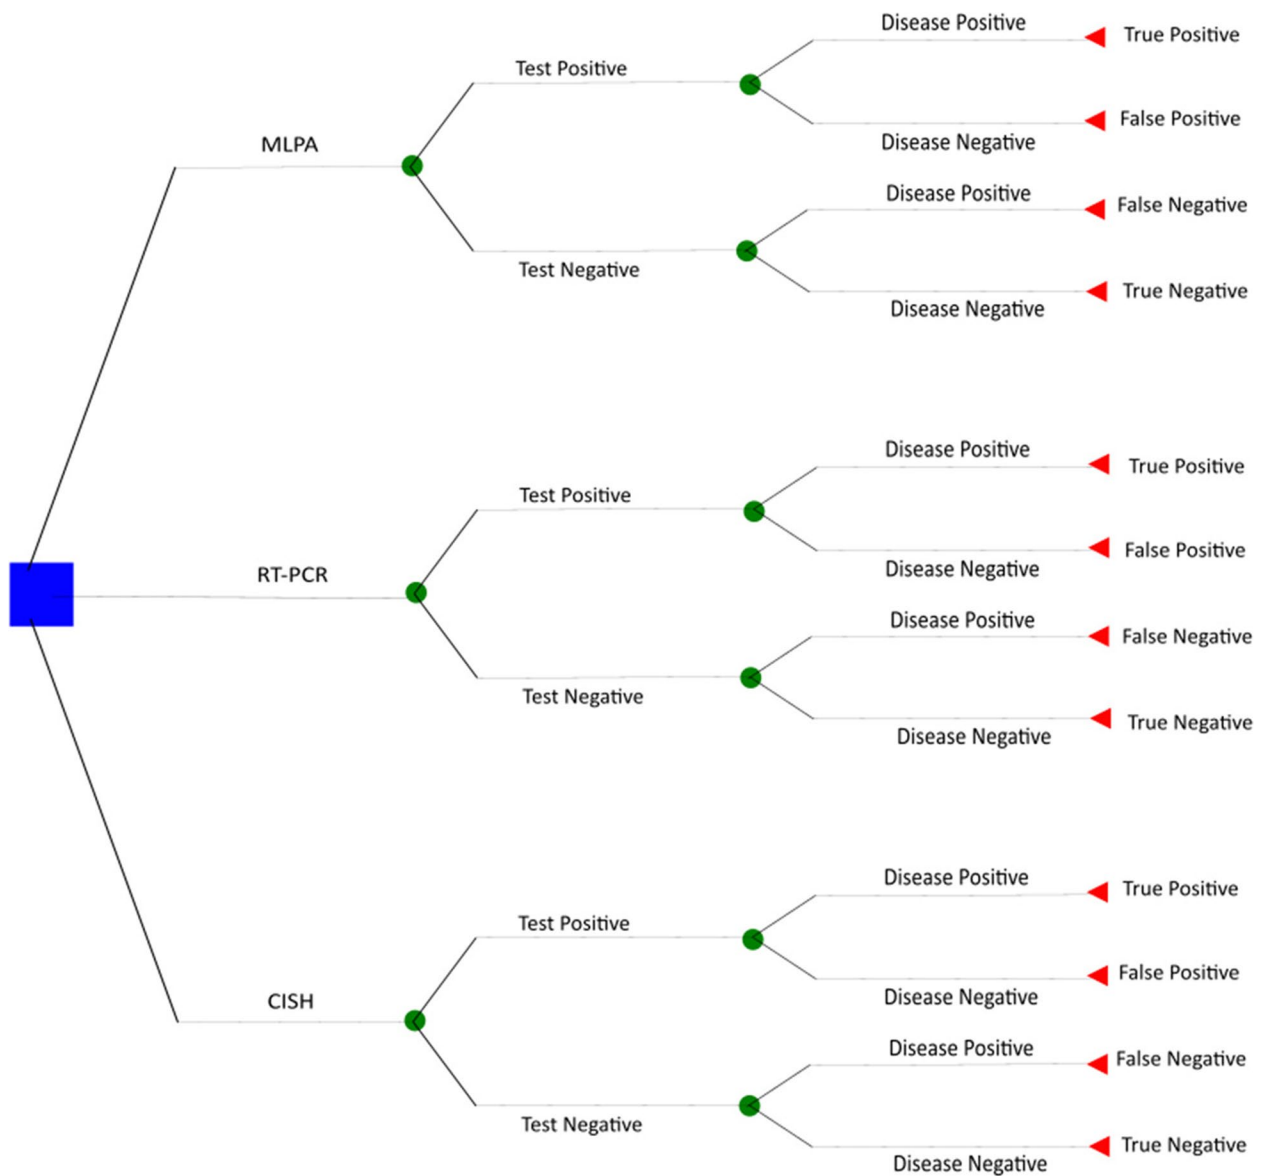 Disease Positive
True Positive
Test Positive
False Positive
Disease Negative
MLPA
Disease Positive
False Negative
Test Negative
True Negative
Disease Negative
Disease Positive
True Positive
Test Positive
False Positive
Disease Negative
RT-PCR
Disease Positive
False Negative
Test Negative
True Negative
Disease Negative
Disease Positive
True Positive
Test Positive
False Positive
Disease Negative
CISH
Disease Positive
False Negative
Test Negative
True Negative
Disease Negative